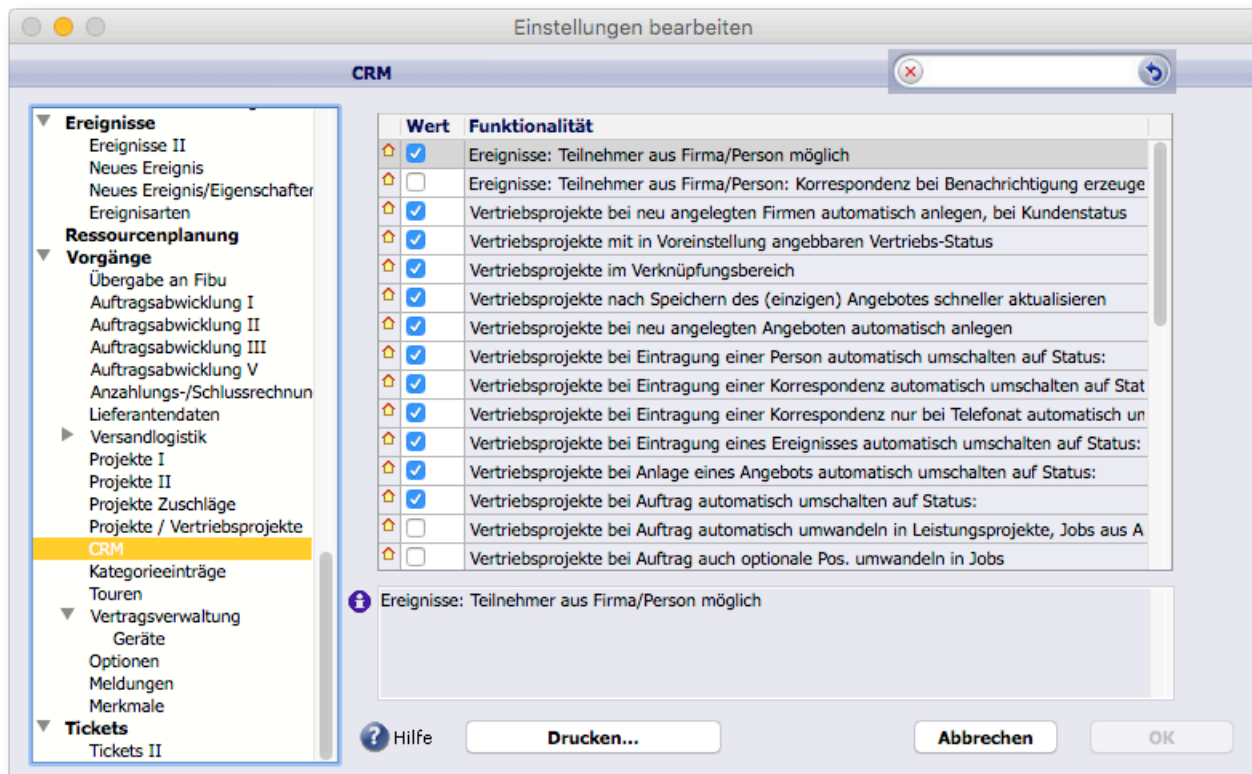 Einstellungen bearbeiten
CRM
Ereignisse
Ereignisse II
Neues Ereignis
Neues Ereignis/Eigenschafter
Ereignisarten
Ressourcenplanung
Vorgänge
Übergabe an Fibu
Auftragsabwicklung I
Auftragsabwicklung II
Auftragsabwicklung III
Auftragsabwicklung V
Anzahlungs-/Schlussrechnun
Lieferantendaten
Versandlogistik
Projekte I
Projekte II
Projekte Zuschläge
Projekte / Vertriebsprojekte
CRM
Kategorieeinträge
Touren
Vertragsverwaltung
Geräte
Optionen
Meldungen
Merkmale
Tickets
Tickets II
Wert Funktionalität
Ereignisse: Teilnehmer aus Firma/Person möglich
Ereignisse: Teilnehmer aus Firma/Person: Korrespondenz bei Benachrichtigung erzeuge
Vertriebsprojekte bei neu angelegten Firmen automatisch anlegen, bei Kundenstatus
Vertriebsprojekte mit in Voreinstellung angebbaren Vertriebs-Status
Vertriebsprojekte im Verknüpfungsbereich
Vertriebsprojekte nach Speichern des (einzigen) Angebotes schneller aktualisieren
Vertriebsprojekte bei neu angelegten Angeboten automatisch anlegen
Vertriebsprojekte bei Eintragung einer Person automatisch umschalten auf Status:
Vertriebsprojekte bei Eintragung einer Korrespondenz automatisch umschalten auf Stat
Vertriebsprojekte bei Eintragung einer Korrespondenz nur bei Telefonat automatisch un
Vertriebsprojekte bei Eintragung eines Ereignisses automatisch umschalten auf Status:
Vertriebsprojekte bei Anlage eines Angebots automatisch umschalten auf Status:
Vertriebsprojekte bei Auftrag automatisch umschalten auf Status:
Vertriebsprojekte bei Auftrag automatisch umwandeln in Leistungsprojekte, Jobs aus A
Vertriebsprojekte bei Auftrag auch optionale Pos. umwandeln in Jobs
Ereignisse: Teilnehmer aus Firma/Person möglich
Hilfe
Drucken...
Abbrechen
OK